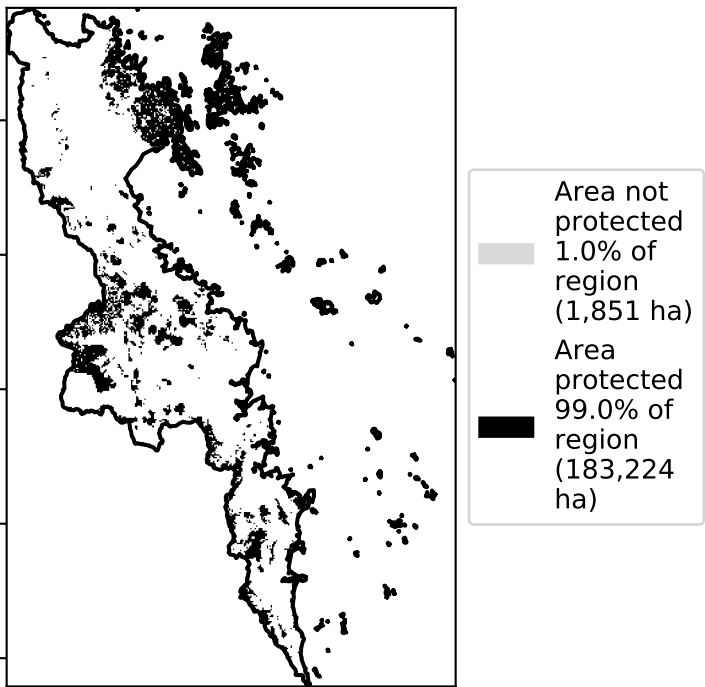 Area not
protected
1.0% of
region
(1,851 ha)
Area
protected
99.0% of
region
(183,224
ha)